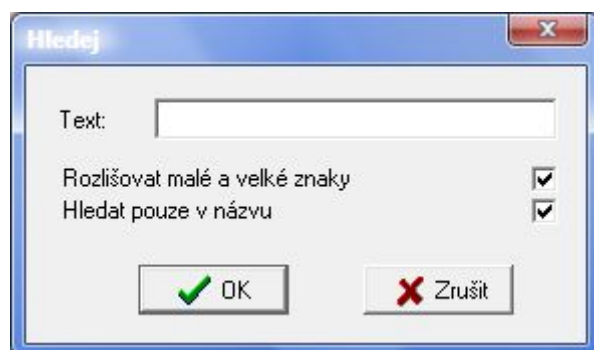 Hledej
Text:
Rozlišovat malé a velké znaky
Hledat pouze v názvu
OK
Zrušit